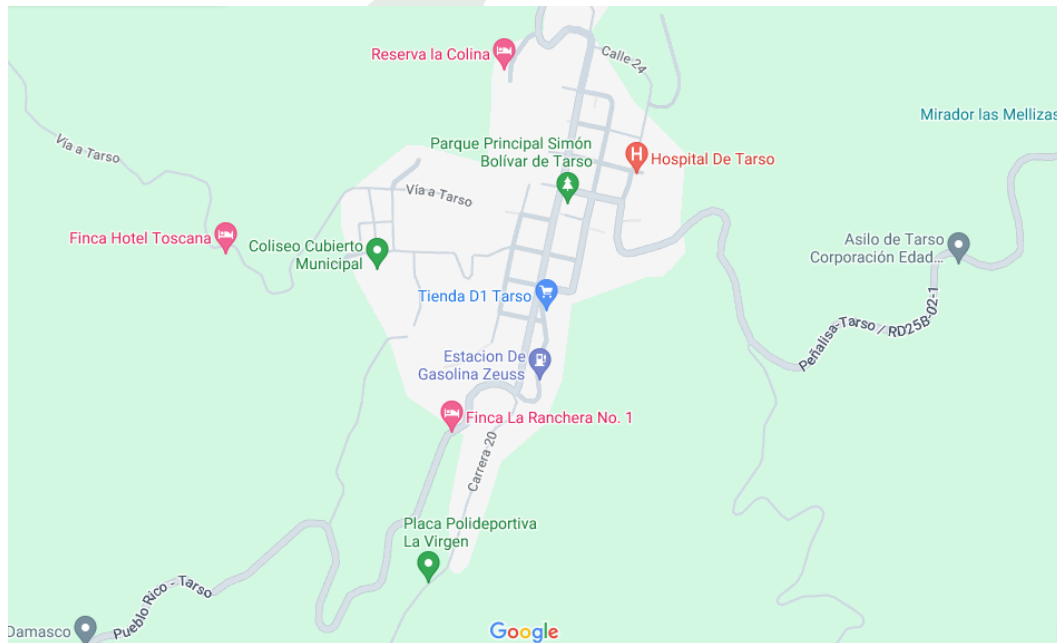 Reserva la Colina
Calle 24
Mirador las Mellizas
Vía a Tarso
Parque Principal Simón
Bolívar de Tarso
Hospital De Tarso
Vía a Tarso
Finca Hotel Toscana
Coliseo Cubierto
Municipal
Asilo de Tarso
Corporación Edad...
Tienda D1 Tarso
Peñalisa-Tarso / RD25B-02-1
Estacion De
Gasolina Zeuss
Finca La Ranchera No. 1
Carrera 20
Placa Polideportiva
La Virgen
Pueblo Rico - Tarso
Damasco
Google